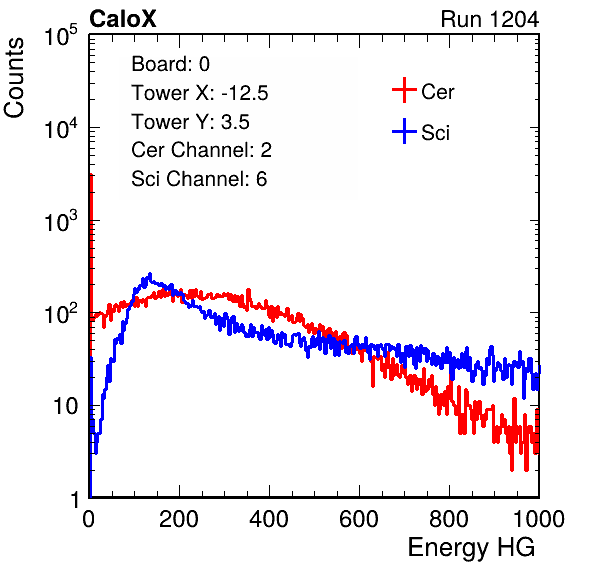 CaloX Run 1204
Counts
Board: 0
Tower X: -12.5
Tower Y: 3.5
Cer Channel: 2
Sci Channel: 6
Cer
Sci
10^5
10^4
10^3
10^2
10
1
0 200 400 600 800 1000
Energy HG